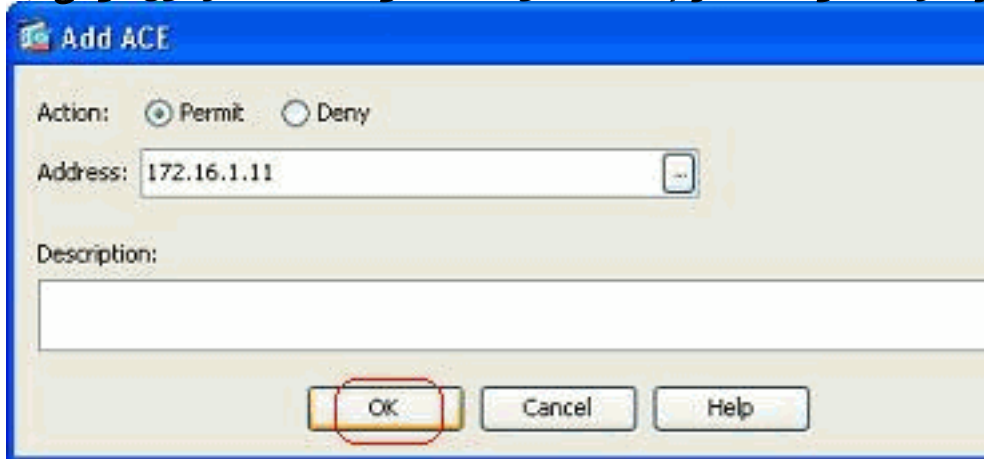 Add ACE
Action: Permit Deny
Address: 172.16.1.11 ...
Description:
OK Cancel Help